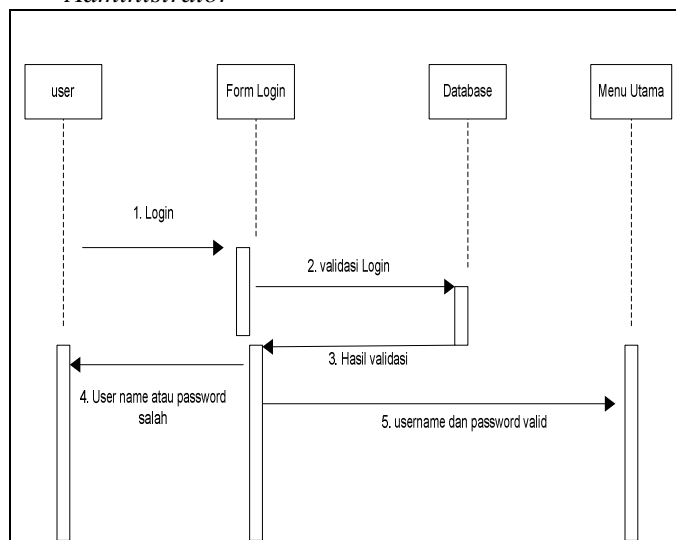 Administrator
user
Form Login
Database
Menu Utama
1. Login
2. validasi Login
3. Hasil validasi
4. User name atau password
salah
5. username dan password valid